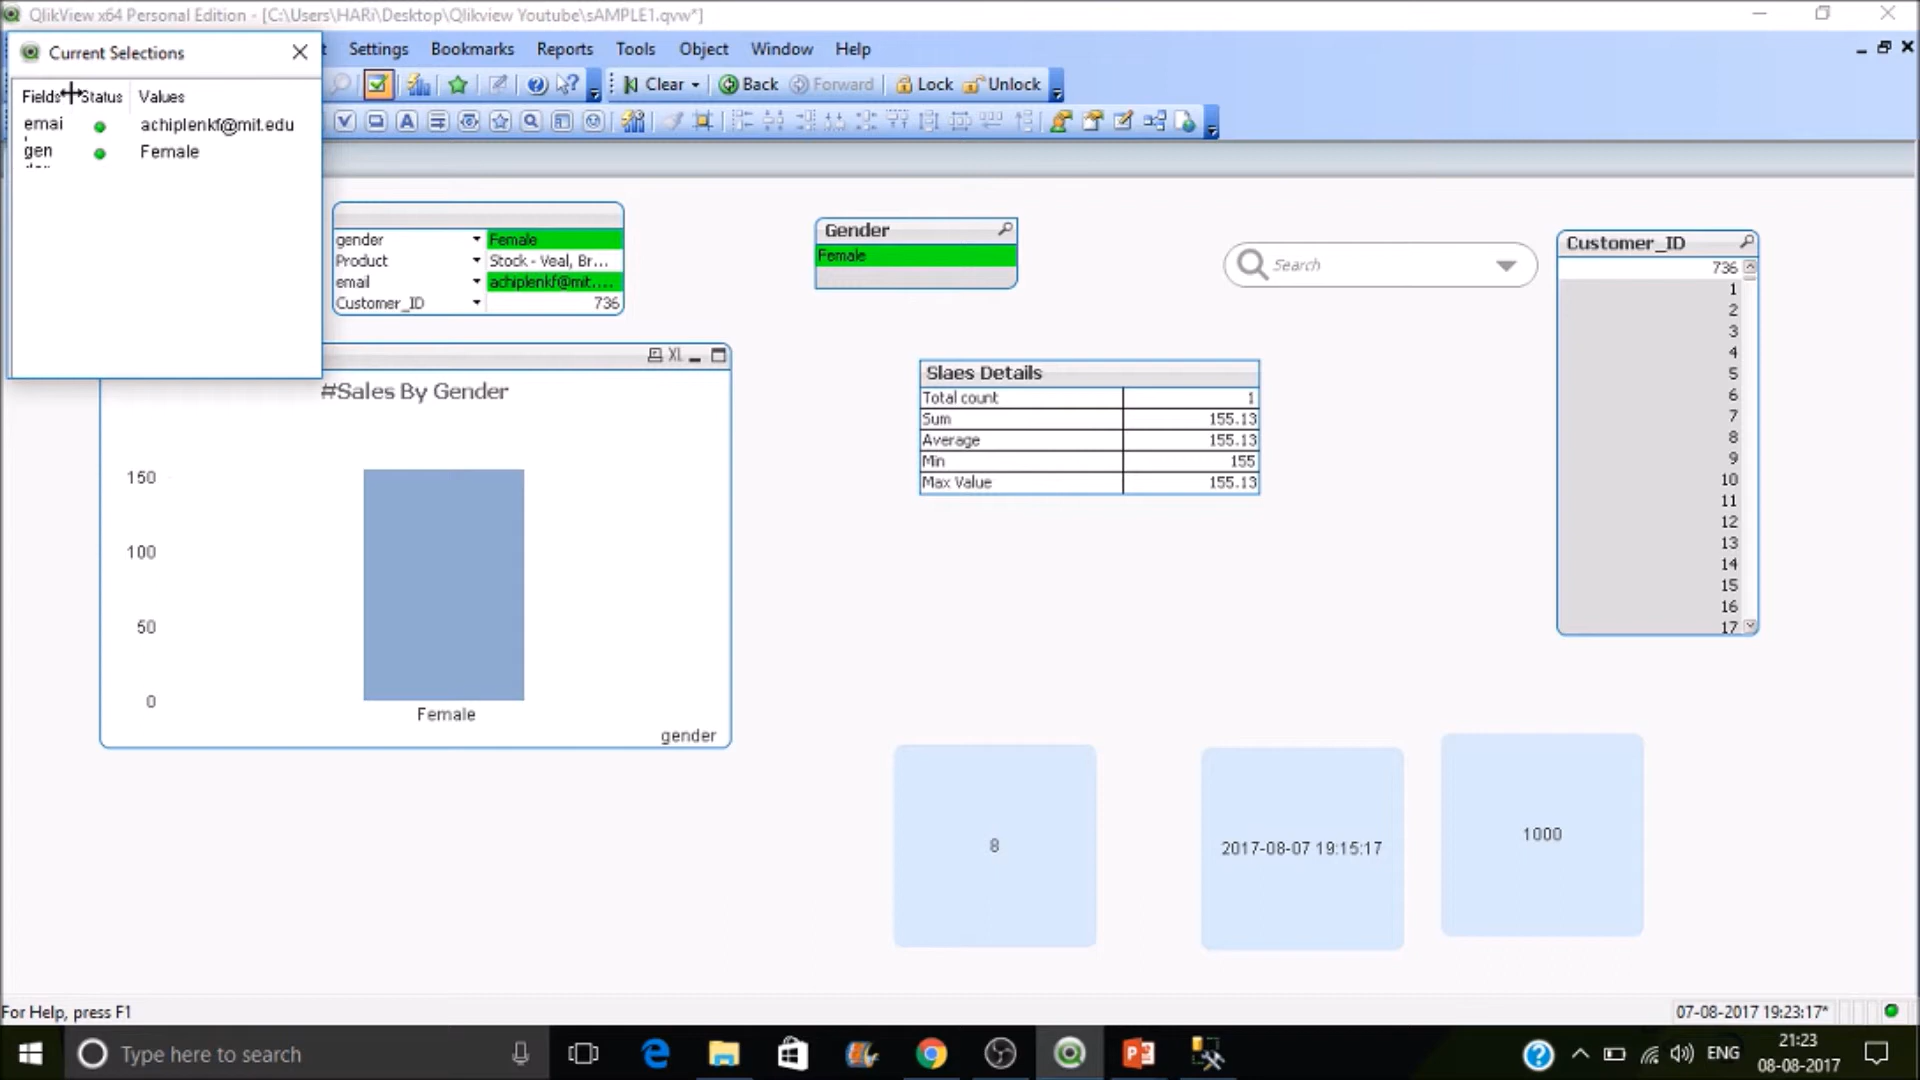 QlikView x64 Personal Edition - [C:\Users\HARi\Desktop\Qlikview Youtube\sAMPLE1.qvw*]
Current Selections
Settings Bookmarks Reports Tools Object Window Help
Clear Back Forward Lock Unlock
Fields Status Values
emai achiplenkf@mit.edu
gen Female
gender Female
Product Stock - Veal, Br...
email achiplenkf@mit....
Customer_ID 736
Gender
Female
Search
Customer_ID
736
1
2
3
4
5
6
7
8
9
10
11
12
13
14
15
16
17
XL
#Sales By Gender
150
100
50
0
Female
gender
Slaes Details
Total count 1
Sum 155.13
Average 155.13
Min 155
Max Value 155.13
8
2017-08-07 19:15:17
1000
For Help, press F1
07-08-2017 19:23:17*
Type here to search
ENG
21:23
08-08-2017